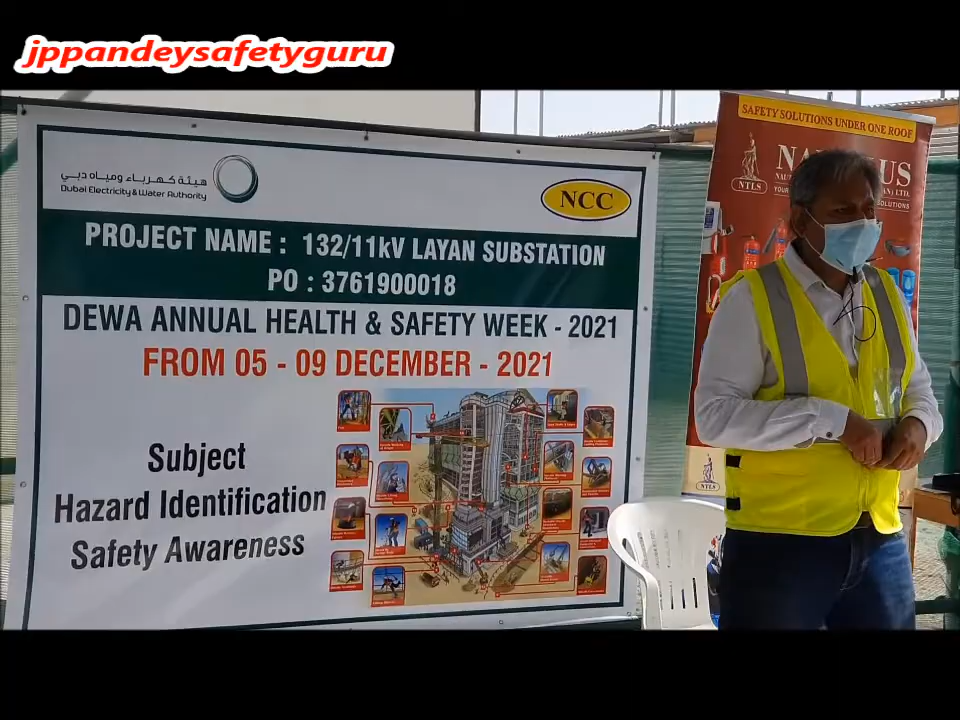 jppandeysafetyguru
SAFETY SOLUTIONS UNDER ONE ROOF
هيئة كهرباء ومياه دبي
Dubai Electricity & Water Authority
NCC
NTLS
PROJECT NAME : 132/11kV LAYAN SUBSTATION
PO : 3761900018
DEWA ANNUAL HEALTH & SAFETY WEEK - 2021
FROM 05 - 09 DECEMBER - 2021
Subject
Hazard Identification
Safety Awareness
NTLS